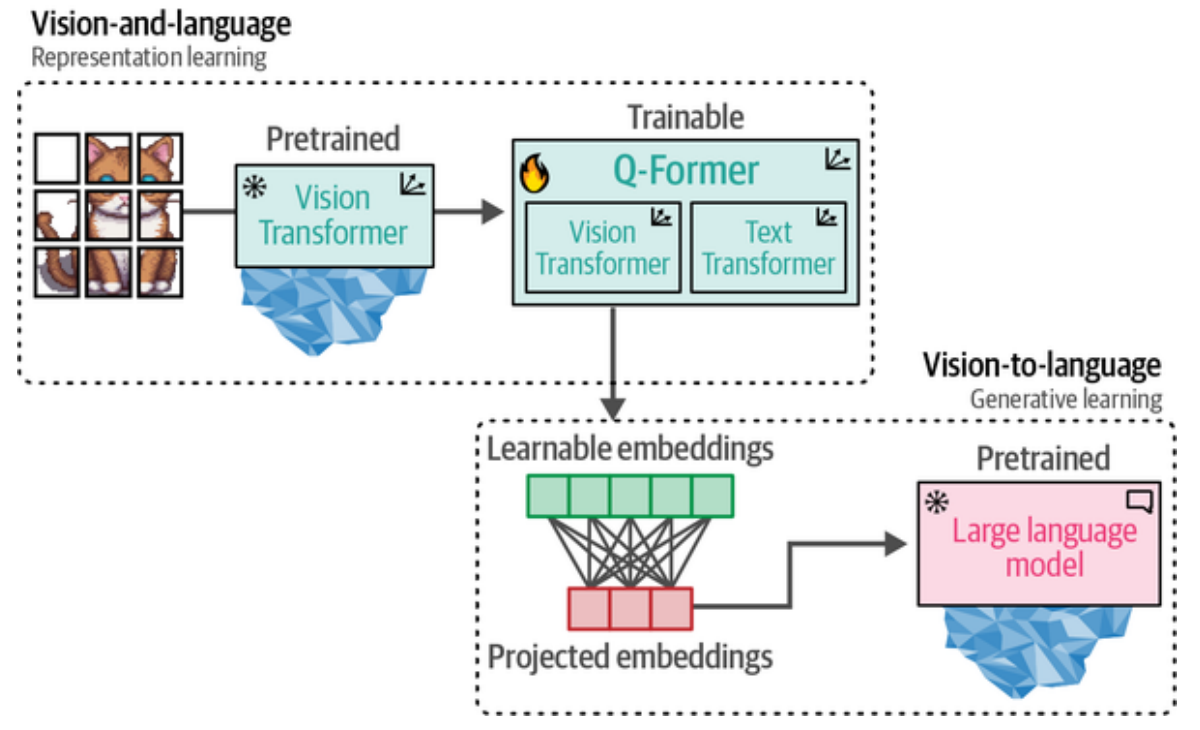 Vision-and-language
Representation learning
Pretrained
Vision
Transformer
Trainable
Q-Former
Vision
Transformer
Text
Transformer
Vision-to-language
Generative learning
Learnable embeddings
Projected embeddings
Pretrained
Large language
model